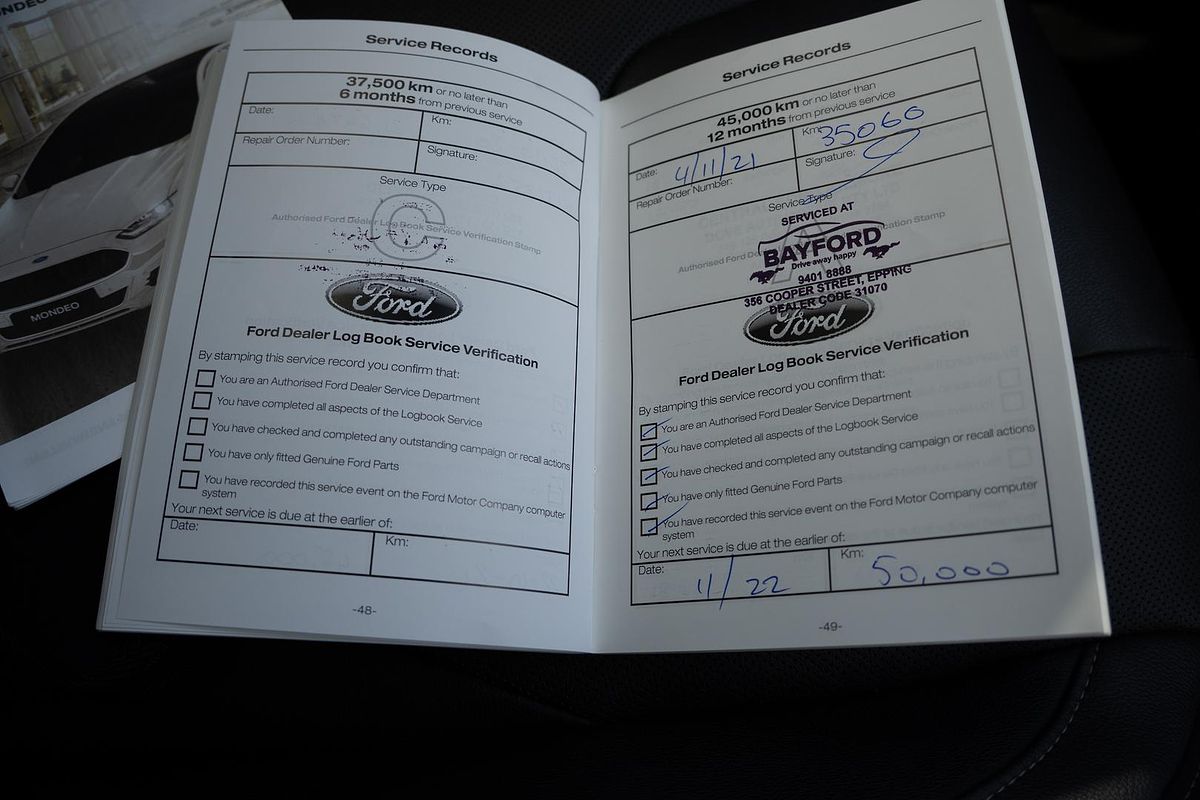 MONDEO
Service Records
37,500 km or no later than
6 months from previous service
Date:
Km:
Repair Order Number:
Signature:
Service Type
C
Authorised Ford Dealer Log Book Service Verification Stamp
Ford
Ford Dealer Log Book Service Verification
By stamping this service record you confirm that:
You are an Authorised Ford Dealer Service Department
You have completed all aspects of the Logbook Service
You have checked and completed any outstanding campaign or recall actions
You have only fitted Genuine Ford Parts
You have recorded this service event on the Ford Motor Company computer
system
Your next service is due at the earlier of:
Date:
Km:
-48-
Service Records
45,000 km or no later than
12 months from previous service
Date: 4/11/21
Km: 35060
Repair Order Number:
Signature:
Service Type
SERVICED AT
BAYFORD
Drive away happy
9401 8888
356 COOPER STREET, EPPING
DEALER CODE 31070
Authorised Ford
cation Stamp
Ford
Ford Dealer Log Book Service Verification
By stamping this service record you confirm that:
You are an Authorised Ford Dealer Service Department
You have completed all aspects of the Logbook Service
You have checked and completed any outstanding campaign or recall actions
You have only fitted Genuine Ford Parts
You have recorded this service event on the Ford Motor Company computer
system
Your next service is due at the earlier of:
Date: 11/22
Km: 50,000
-49-